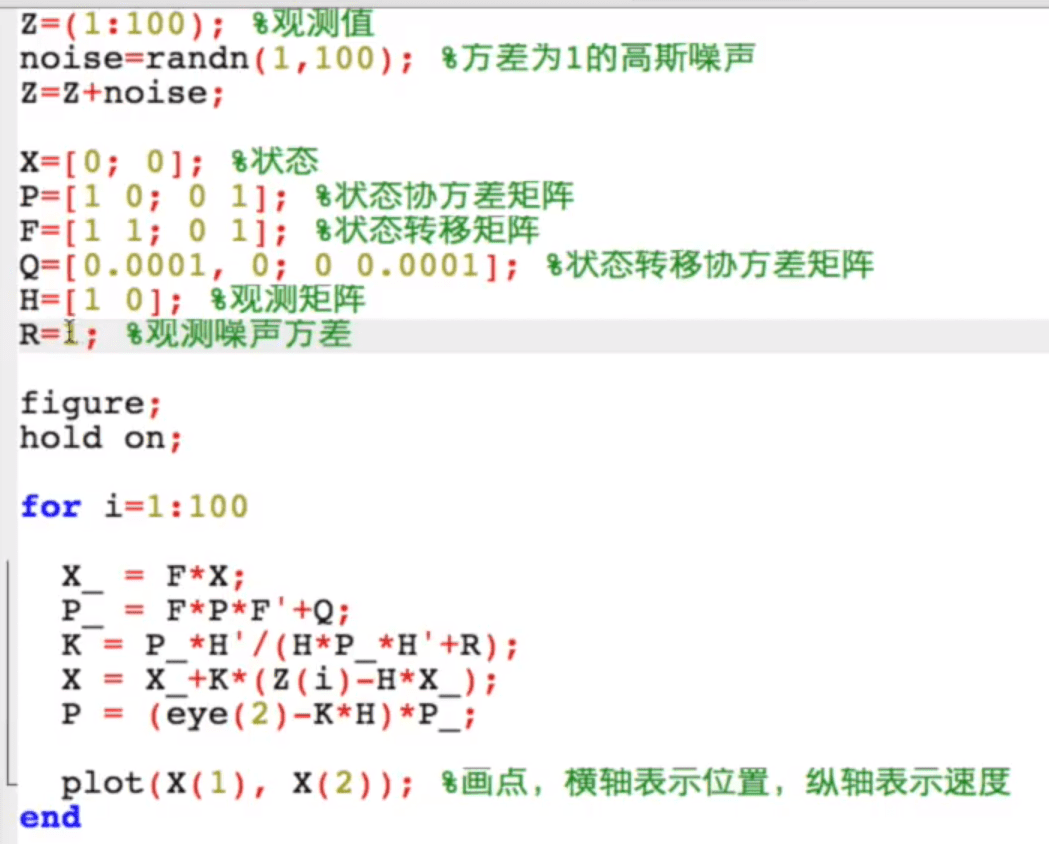 Z=(1:100); %观测值
noise=randn(1,100); %方差为1的高斯噪声
Z=Z+noise;
X=[0; 0]; %状态
P=[1 0; 0 1]; %状态协方差矩阵
F=[1 1; 0 1]; %状态转移矩阵
Q=[0.0001, 0; 0 0.0001]; %状态转移协方差矩阵
H=[1 0]; %观测矩阵
R=1; %观测噪声方差
figure;
hold on;
for i=1:100
X_ = F*X;
P_ = F*P*F'+Q;
K = P_*H'/(H*P_*H'+R);
X = X_+K*(Z(i)-H*X_);
P = (eye(2)-K*H)*P_;
plot(X(1), X(2)); %画点，横轴表示位置，纵轴表示速度
end